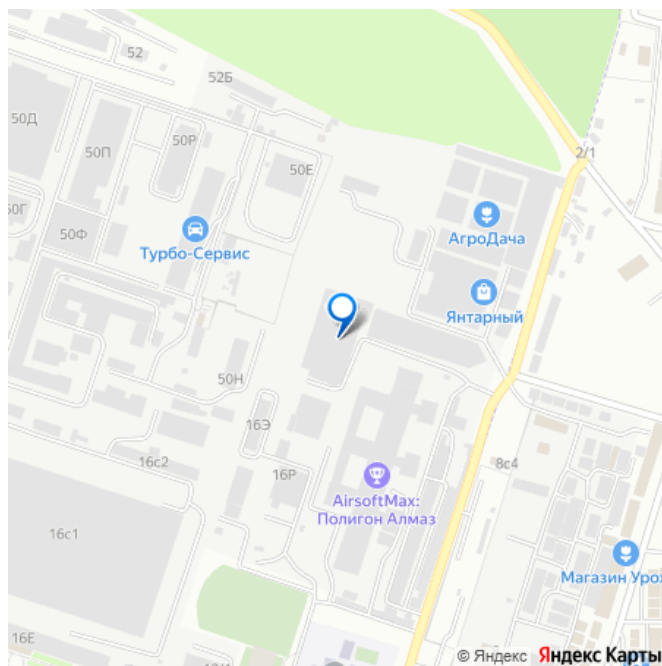 52
52Б
50Д
50Р
50П
50Е
2/1
50Г
50Ф
Турбо-Сервис
АгроДача
Янтарный
50Н
16Э
16с2
16Р
8с4
AirsoftMax:
Полигон Алмаз
16с1
Магазин Урож
16Е
© Яндекс Яндекс Карты